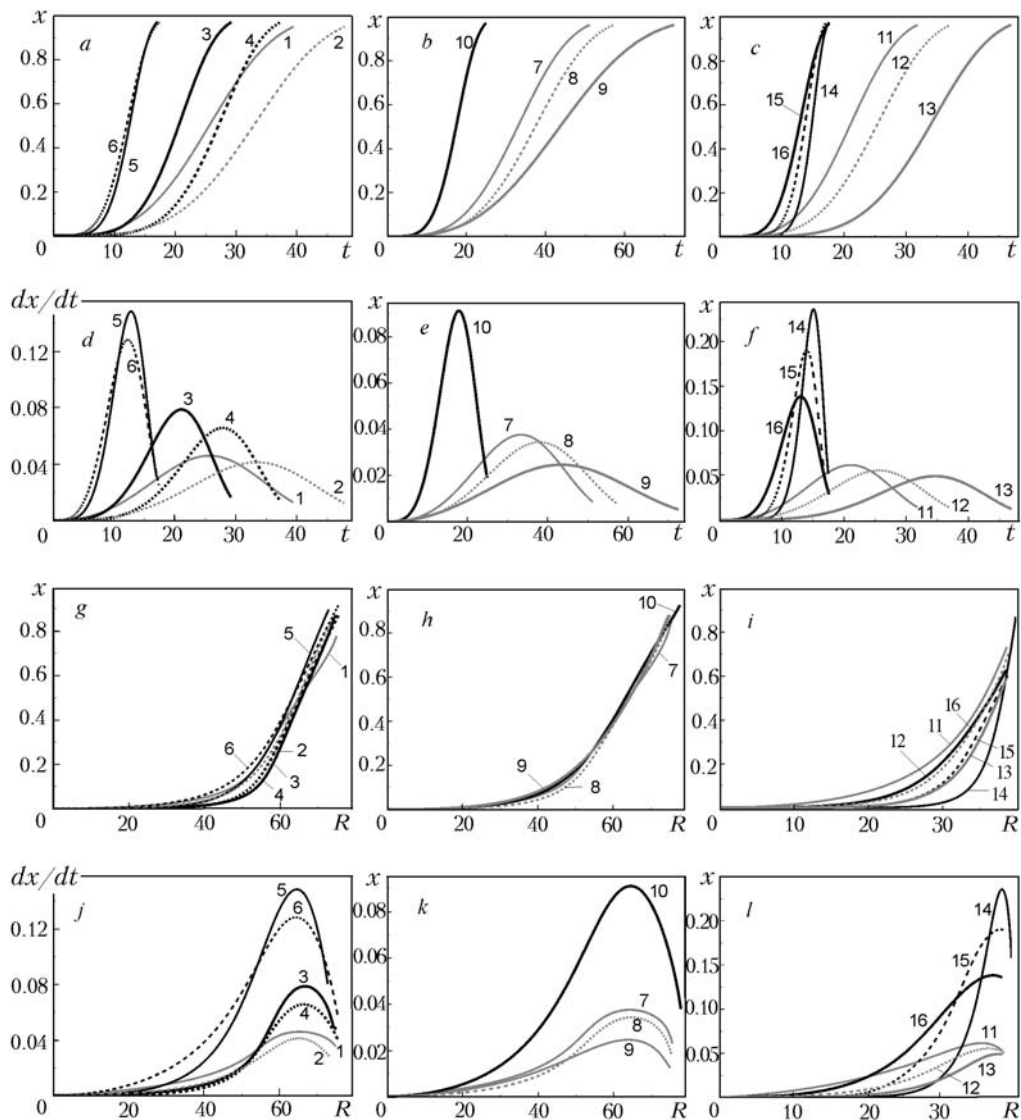 x a 6 5 3 4 1 2
0.8
0.6
0.4
0.2
0 10 20 30 40 t
x b 10 7 8 9
0.8
0.6
0.4
0.2
0 20 40 60 t
x c 15 16 14 11 12 13
0.8
0.6
0.4
0.2
0 10 20 30 40 t
dx/dt d 5 6 3 4 1 2
0.12
0.08
0.04
0 10 20 30 40 t
x e 10 7 8 9
0.08
0.06
0.04
0.02
0 20 40 60 t
x f 14 15 16 11 12 13
0.20
0.15
0.10
0.05
0 10 20 30 40 t
x g 5 1 6 2 3 4
0.8
0.6
0.4
0.2
0 20 40 60 R
x h 10 7 9 8
0.8
0.6
0.4
0.2
0 20 40 60 R
x i 16 11 12 15 13 14
0.8
0.6
0.4
0.2
0 10 20 30 R
dx/dt j 5 6 3 4 2 1
0.12
0.08
0.04
0 20 40 60 R
x k 10 7 8 9
0.08
0.06
0.04
0.02
0 20 40 60 R
x l 14 15 16 11 12 13
0.20
0.15
0.10
0.05
0 10 20 30 R